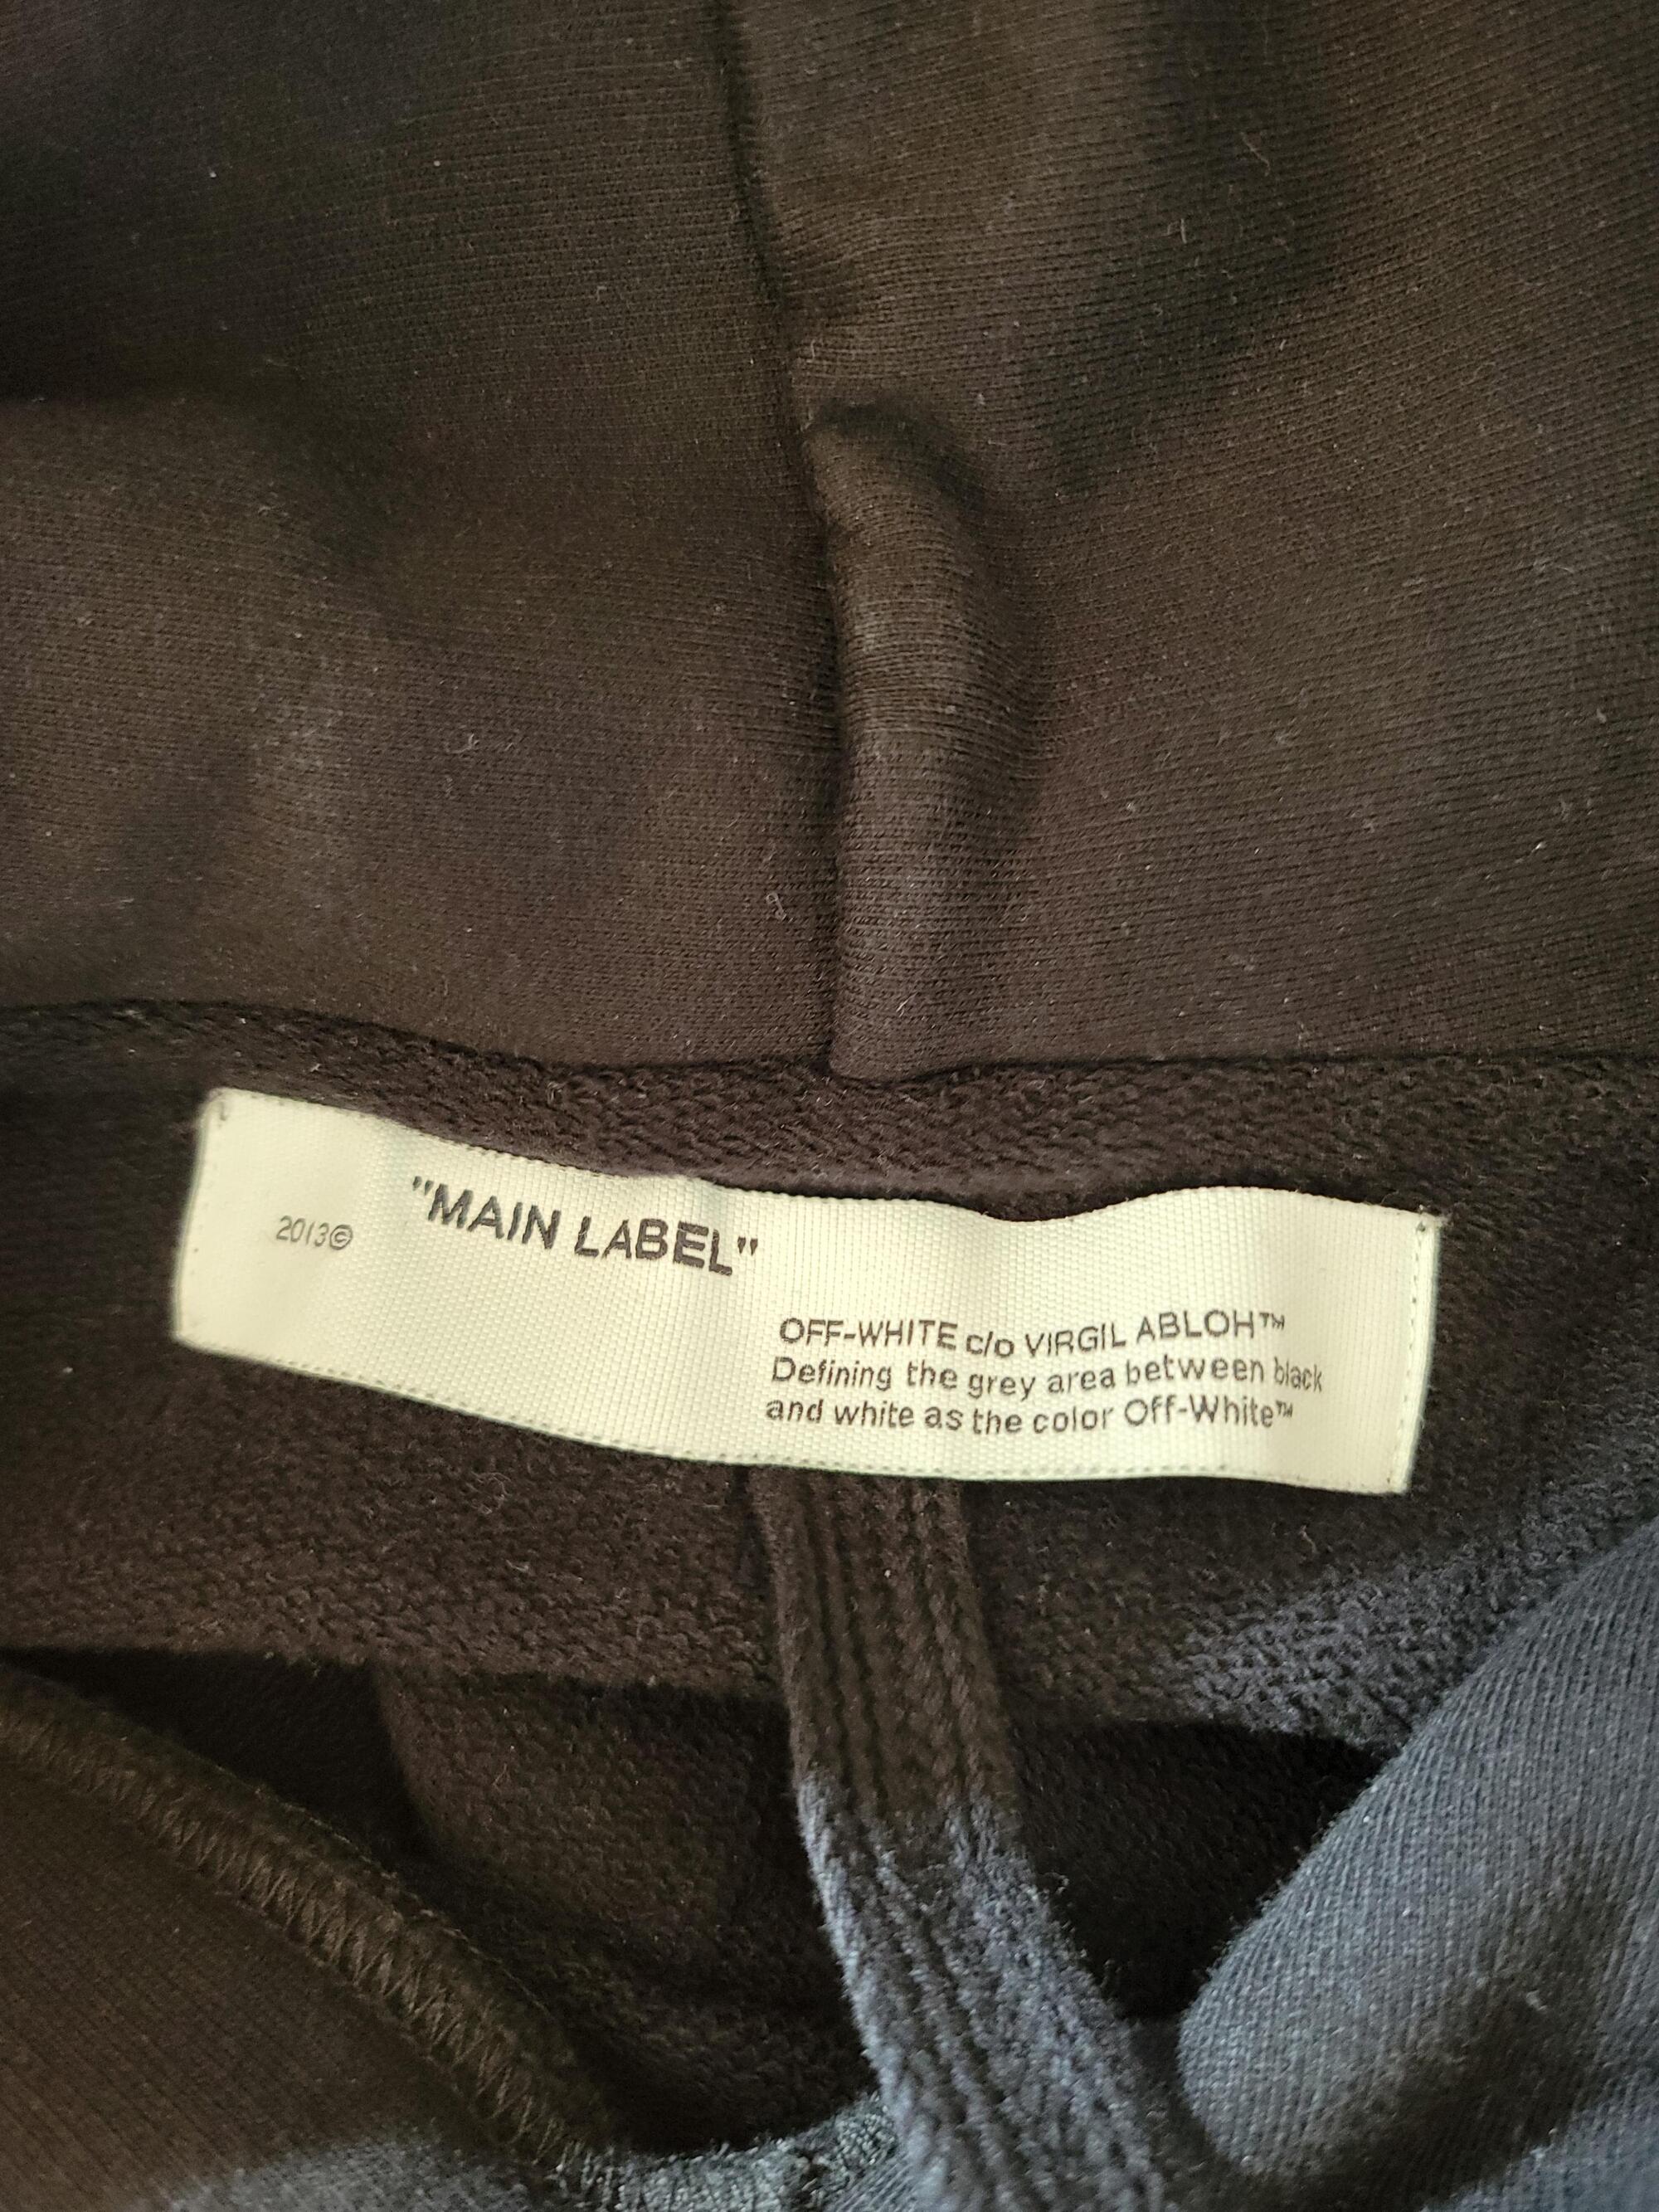 2013© "MAIN LABEL"
OFF-WHITE c/o VIRGIL ABLOH™
Defining the grey area between black
and white as the color Off-White™